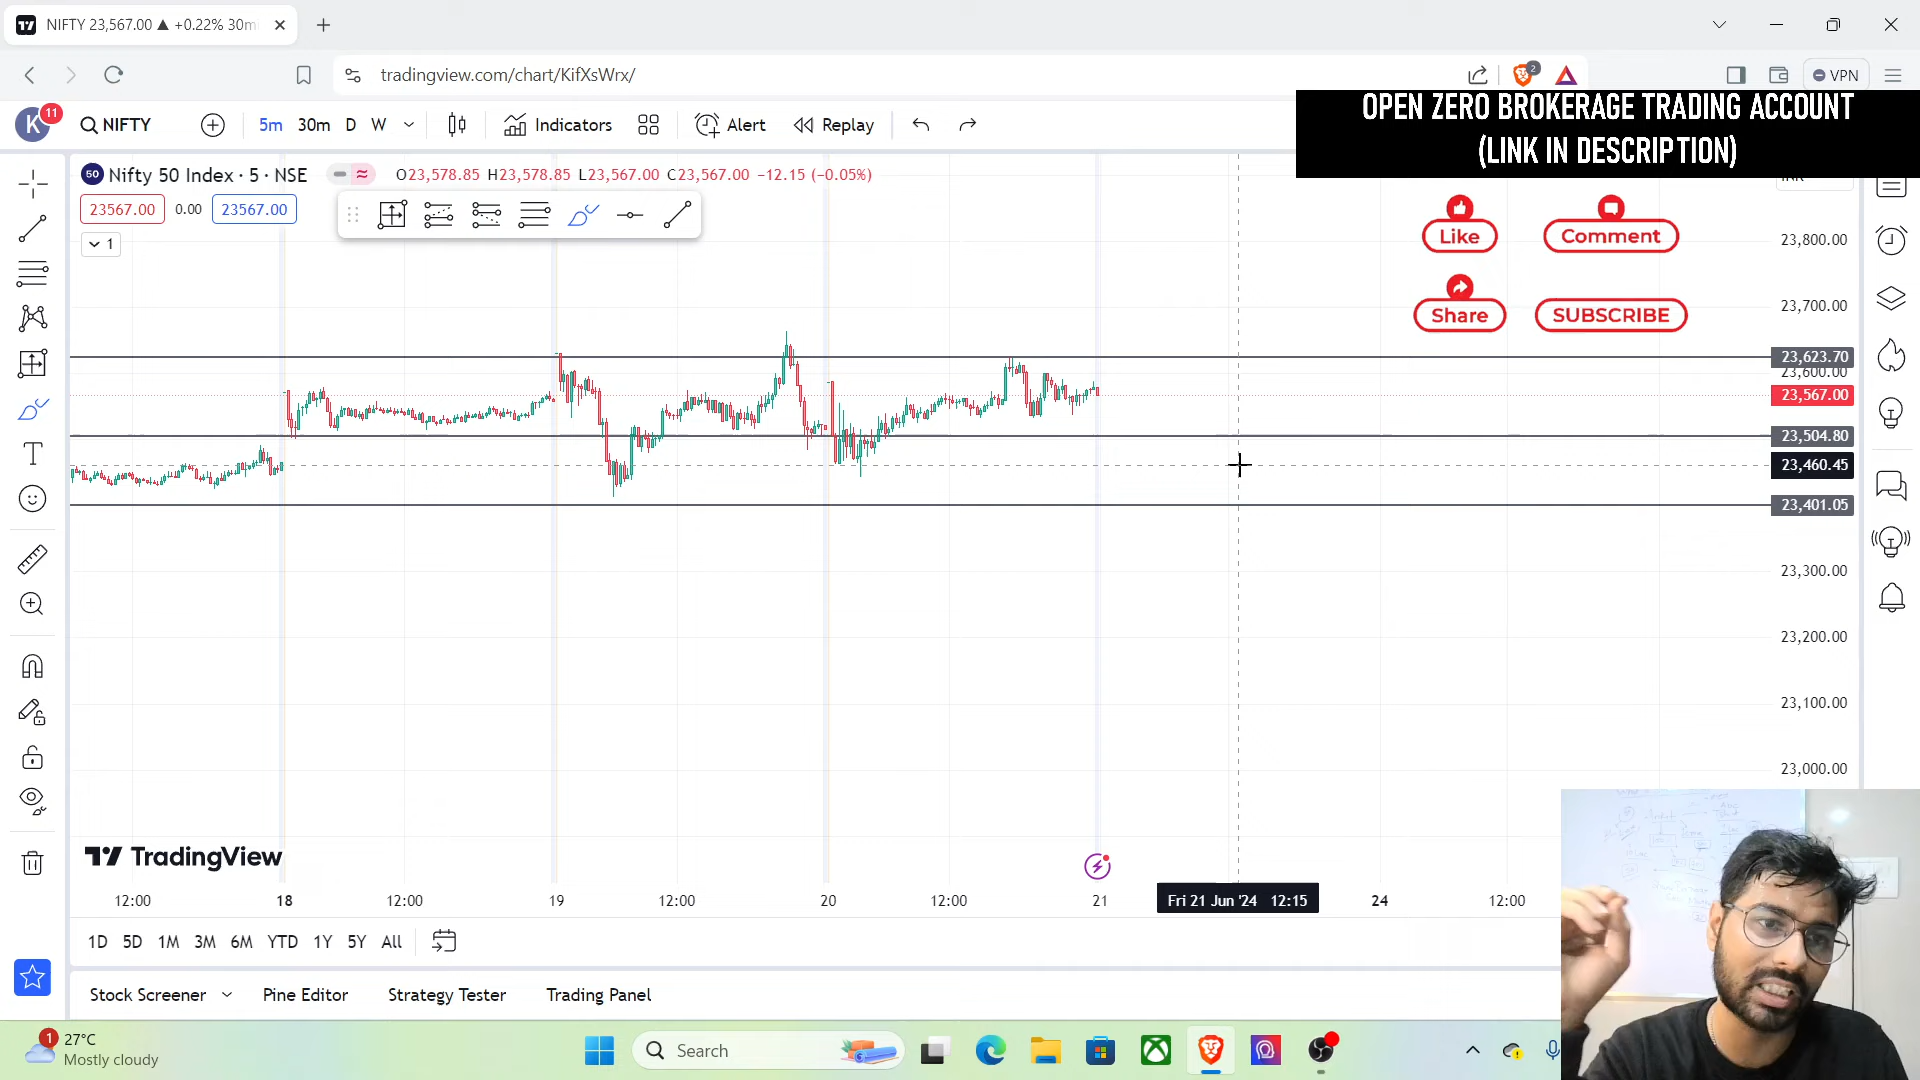 NIFTY 23,567.00 ▲ +0.22% 30m
tradingview.com/chart/KifXsWrx/
2
VPN
OPEN ZERO BROKERAGE TRADING ACCOUNT
(LINK IN DESCRIPTION)
K
11
NIFTY
5m 30m D W
Indicators
Alert
Replay
50
Nifty 50 Index · 5 · NSE
O23,578.85 H23,578.85 L23,567.00 C23,567.00 −12.15 (−0.05%)
23567.00 0.00 23567.00
1
Like
Comment
Share
SUBSCRIBE
23,800.00
23,700.00
23,623.70
23,600.00
23,567.00
23,504.80
23,460.45
23,401.05
23,300.00
23,200.00
23,100.00
23,000.00
TradingView
12:00 18 12:00 19 12:00 20 12:00 21 Fri 21 Jun '24 12:15 24 12:00
1D 5D 1M 3M 6M YTD 1Y 5Y All
Stock Screener Pine Editor Strategy Tester Trading Panel
1
27°C
Mostly cloudy
Search